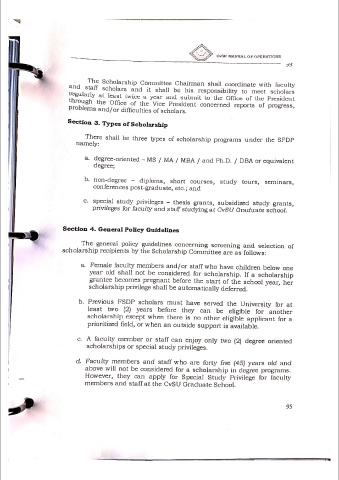 CvSU MANUAL OF OPERATIONS
95
The Scholarship Committee Chairman shall coordinate with faculty
and staff scholars and it shall be his responsibility to meet scholars
regularly at least twice a year and submit to the Office of the President
through the Office of the Vice President concerned reports of progress,
problems and/or difficulties of scholars.
Section 3. Types of Scholarship
There shall be three types of scholarship programs under the SFDP
namely:
a. degree-oriented – MS / MA / MBA / and Ph.D. / DBA or equivalent
degree;
b. non-degree – diploma, short courses, study tours, seminars,
conferences post-graduate, etc.; and
c. special study privileges – thesis grants, subsidized study grants,
privileges for faculty and staff studying at CvSU Graduate school.
Section 4. General Policy Guidelines
The general policy guidelines concerning screening and selection of
scholarship recipients by the Scholarship Committee are as follows:
a. Female faculty members and/or staff who have children below one
year old shall not be considered for scholarship. If a scholarship
grantee becomes pregnant before the start of the school year, her
scholarship privilege shall be automatically deferred.
b. Previous FSDP scholars must have served the University for at
least two (2) years before they can be eligible for another
scholarship except when there is no other eligible applicant for a
prioritized field, or when an outside support is available.
c. A faculty member or staff can enjoy only two (2) degree oriented
scholarships or special study privileges.
d. Faculty members and staff who are forty five (45) years old and
above will not be considered for a scholarship in degree programs.
However, they can apply for Special Study Privilege for faculty
members and staff at the CvSU Graduate School.
95